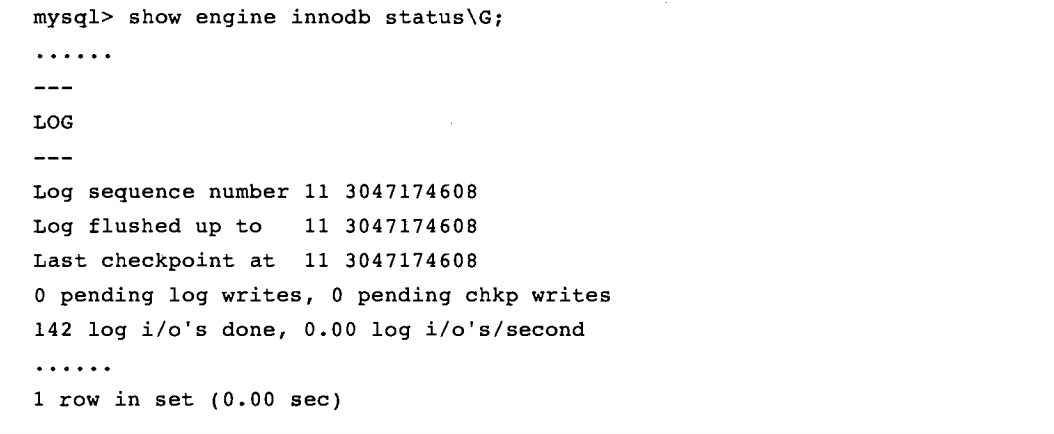 mysql> show engine innodb status\G;
......
---
LOG
---
Log sequence number 11 3047174608
Log flushed up to   11 3047174608
Last checkpoint at  11 3047174608
0 pending log writes, 0 pending chkp writes
142 log i/o's done, 0.00 log i/o's/second
......
1 row in set (0.00 sec)